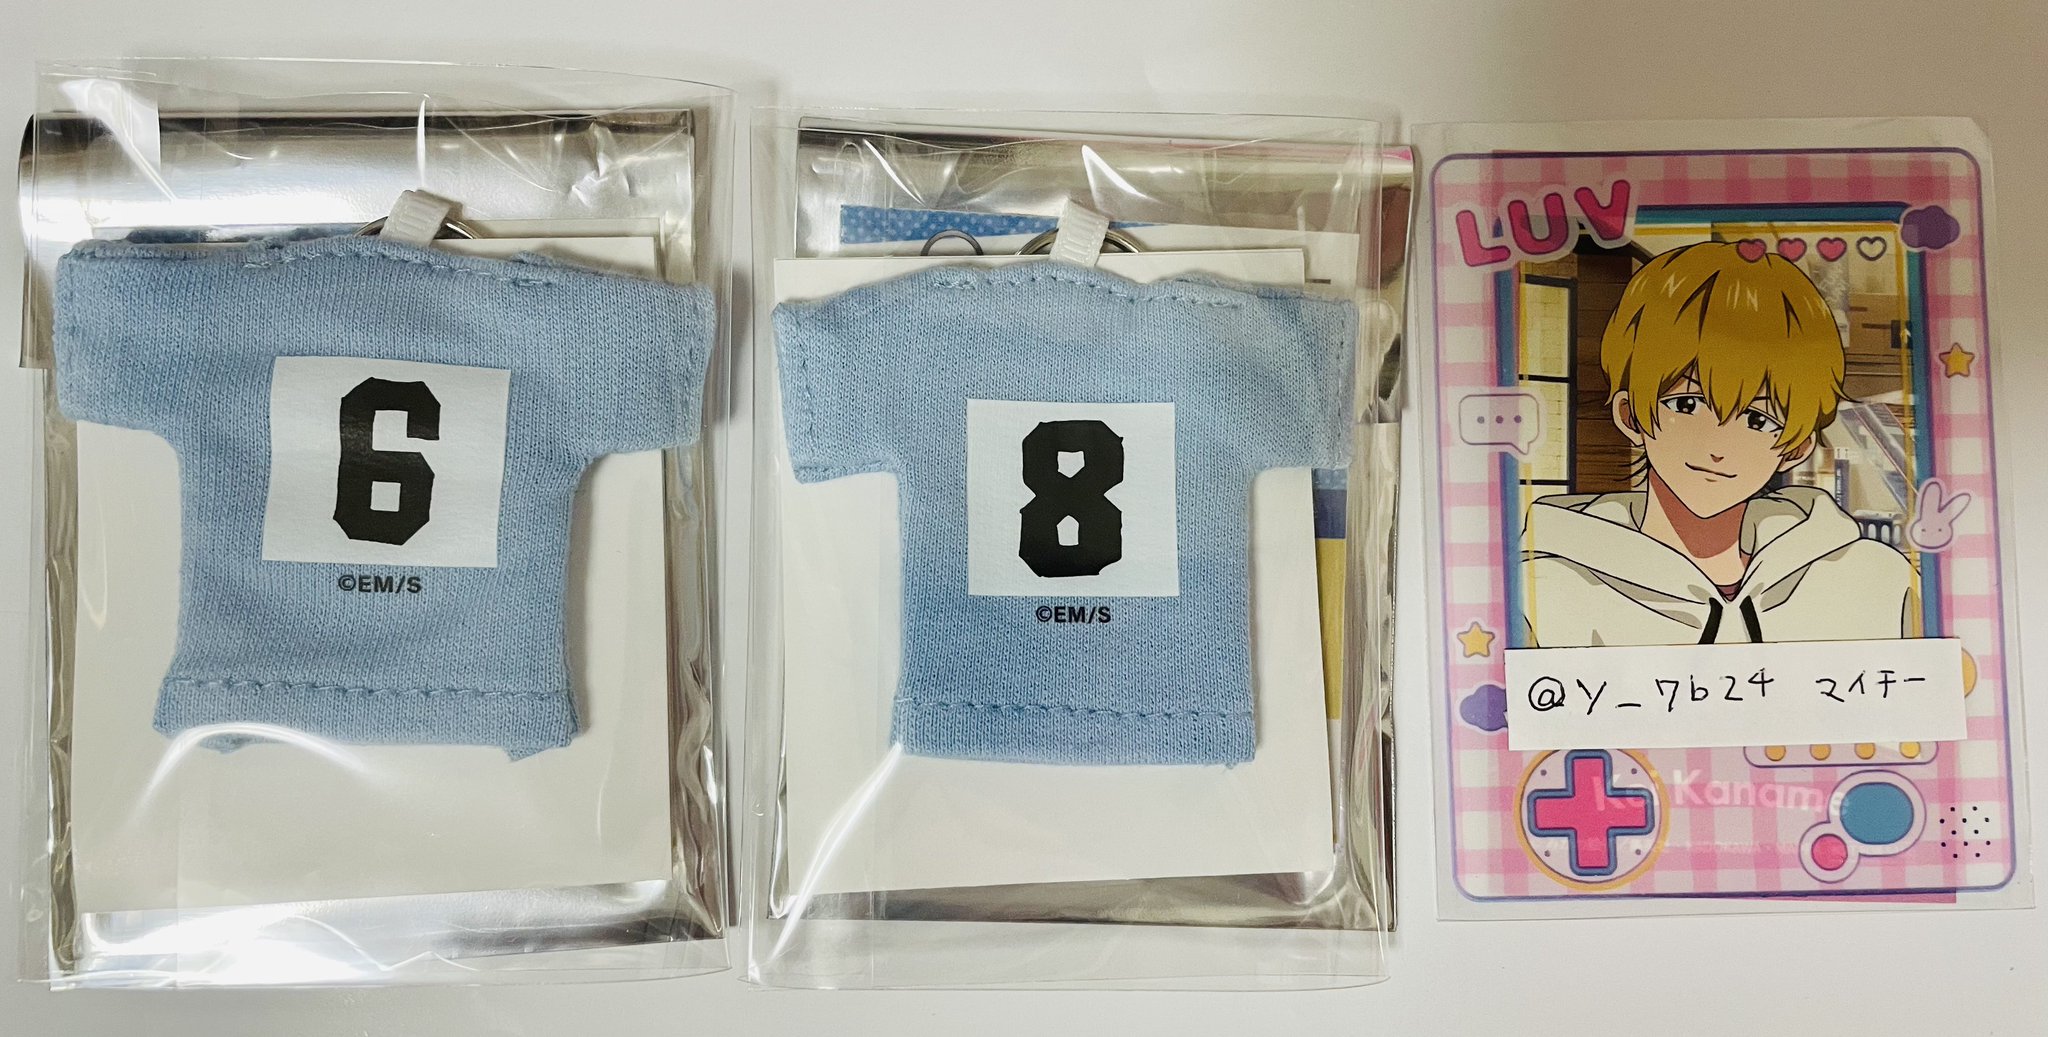 6
©EM/S
8
©EM/S
LUV
@y_7b24 マイチー
Kei Kaname